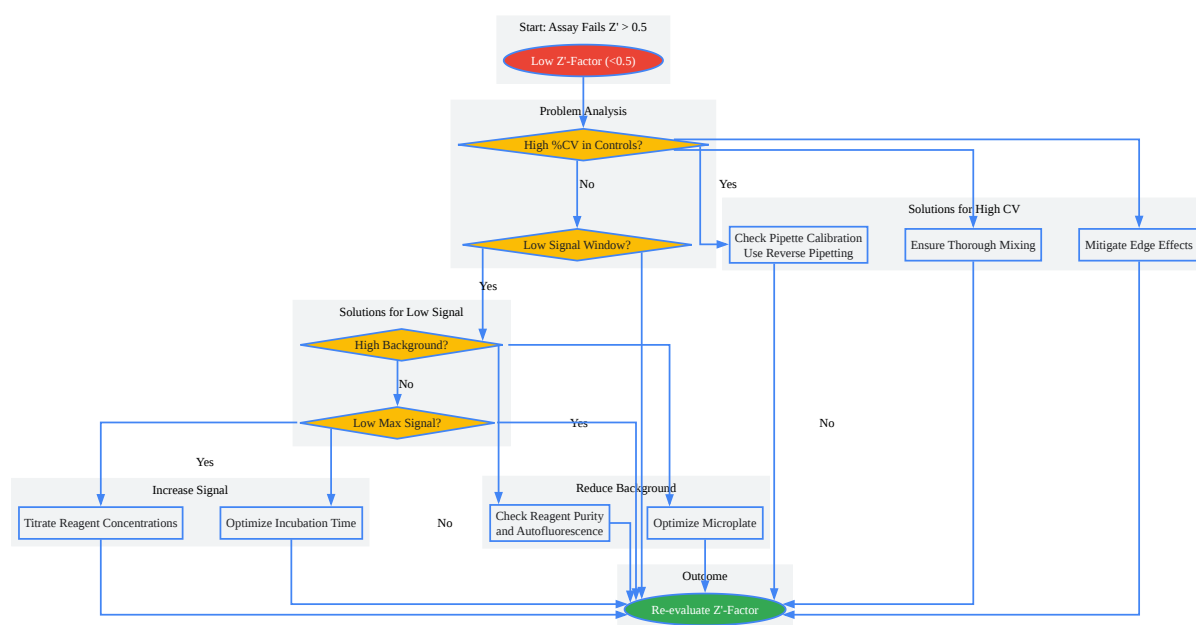 Start: Assay Fails Z' > 0.5
Low Z'-Factor (<0.5)
Problem Analysis
High %CV in Controls?
No
Yes
Solutions for High CV
Low Signal Window?
Check Pipette Calibration
Use Reverse Pipetting
Ensure Thorough Mixing
Mitigate Edge Effects
Yes
Solutions for Low Signal
High Background?
No
Low Max Signal?
Yes
No
Yes
Increase Signal
Reduce Background
Titrate Reagent Concentrations
Optimize Incubation Time
No
Check Reagent Purity
and Autofluorescence
Optimize Microplate
Outcome
Re-evaluate Z'-Factor